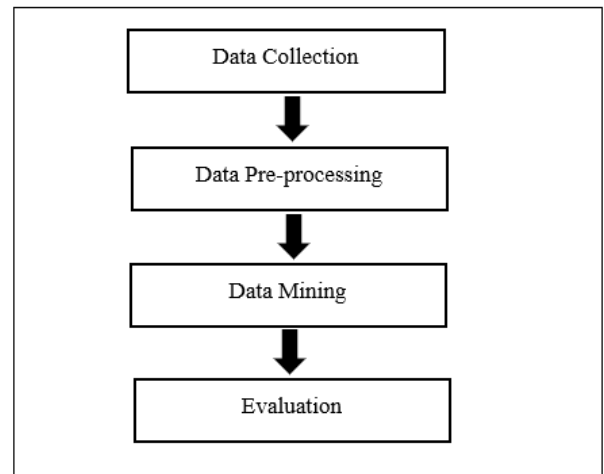 Data Collection
Data Pre-processing
Data Mining
Evaluation